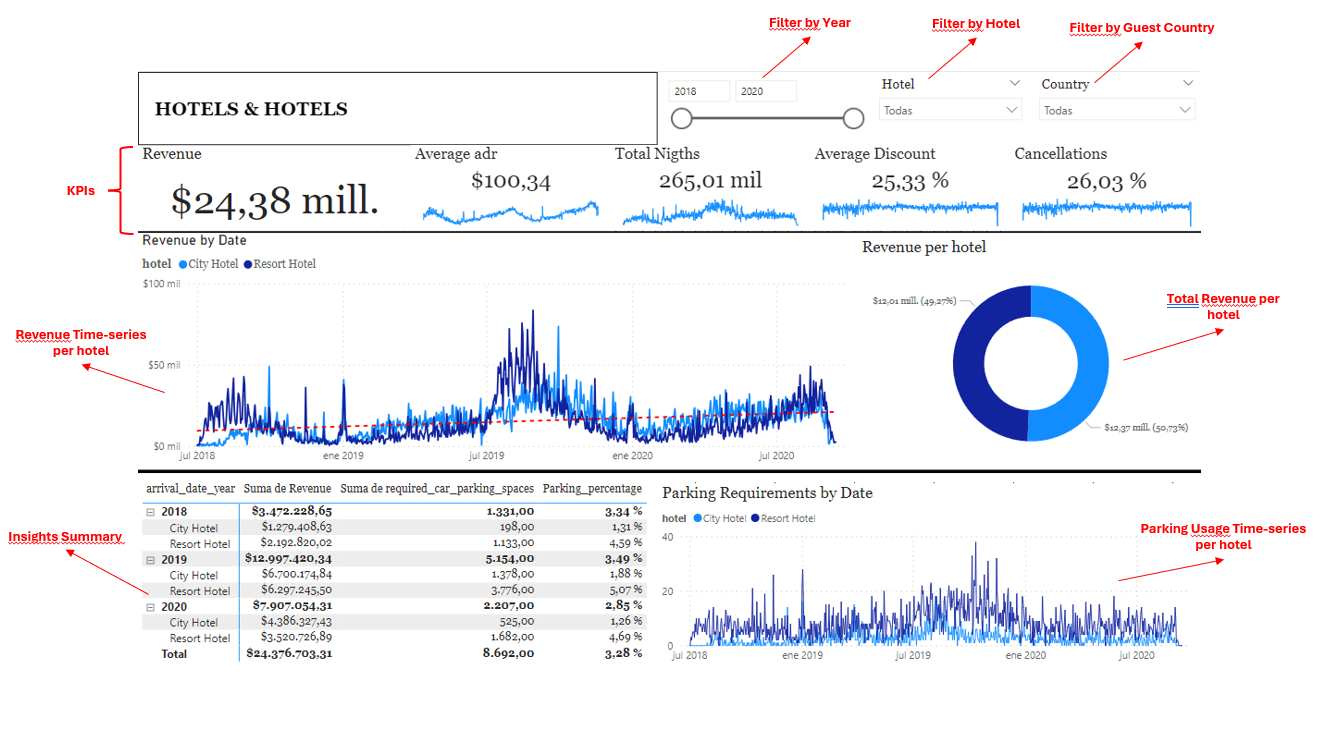 Filter by Year
Filter by Hotel
Filter by Guest Country
HOTELS & HOTELS
2018
2020
Hotel
Todas
Country
Todas
KPIs
Revenue
$24,38 mill.
Average adr
$100,34
Total Nigths
265,01 mil
Average Discount
25,33 %
Cancellations
26,03 %
Revenue by Date
hotel City Hotel Resort Hotel
$100 mil
$50 mil
$0 mil
jul 2018
ene 2019
jul 2019
ene 2020
jul 2020
Revenue Time-series
per hotel
Revenue per hotel
$12,01 mill. (49,27%)
$12,37 mill. (50,73%)
Total Revenue per
hotel
Insights Summary
arrival_date_year Suma de Revenue Suma de required_car_parking_spaces Parking_percentage
2018 $3.472.228,65 1.331,00 3,34 %
City Hotel $1.279.408,63 198,00 1,31 %
Resort Hotel $2.192.820,02 1.133,00 4,59 %
2019 $12.997.420,34 5.154,00 3,49 %
City Hotel $6.700.174,84 1.378,00 1,88 %
Resort Hotel $6.297.245,50 3.776,00 5,07 %
2020 $7.907.054,31 2.207,00 2,85 %
City Hotel $4.386.327,43 525,00 1,26 %
Resort Hotel $3.520.726,89 1.682,00 4,69 %
Total $24.376.703,31 8.692,00 3,28 %
Parking Requirements by Date
hotel City Hotel Resort Hotel
40
20
0
jul 2018
ene 2019
jul 2019
ene 2020
jul 2020
Parking Usage Time-series
per hotel